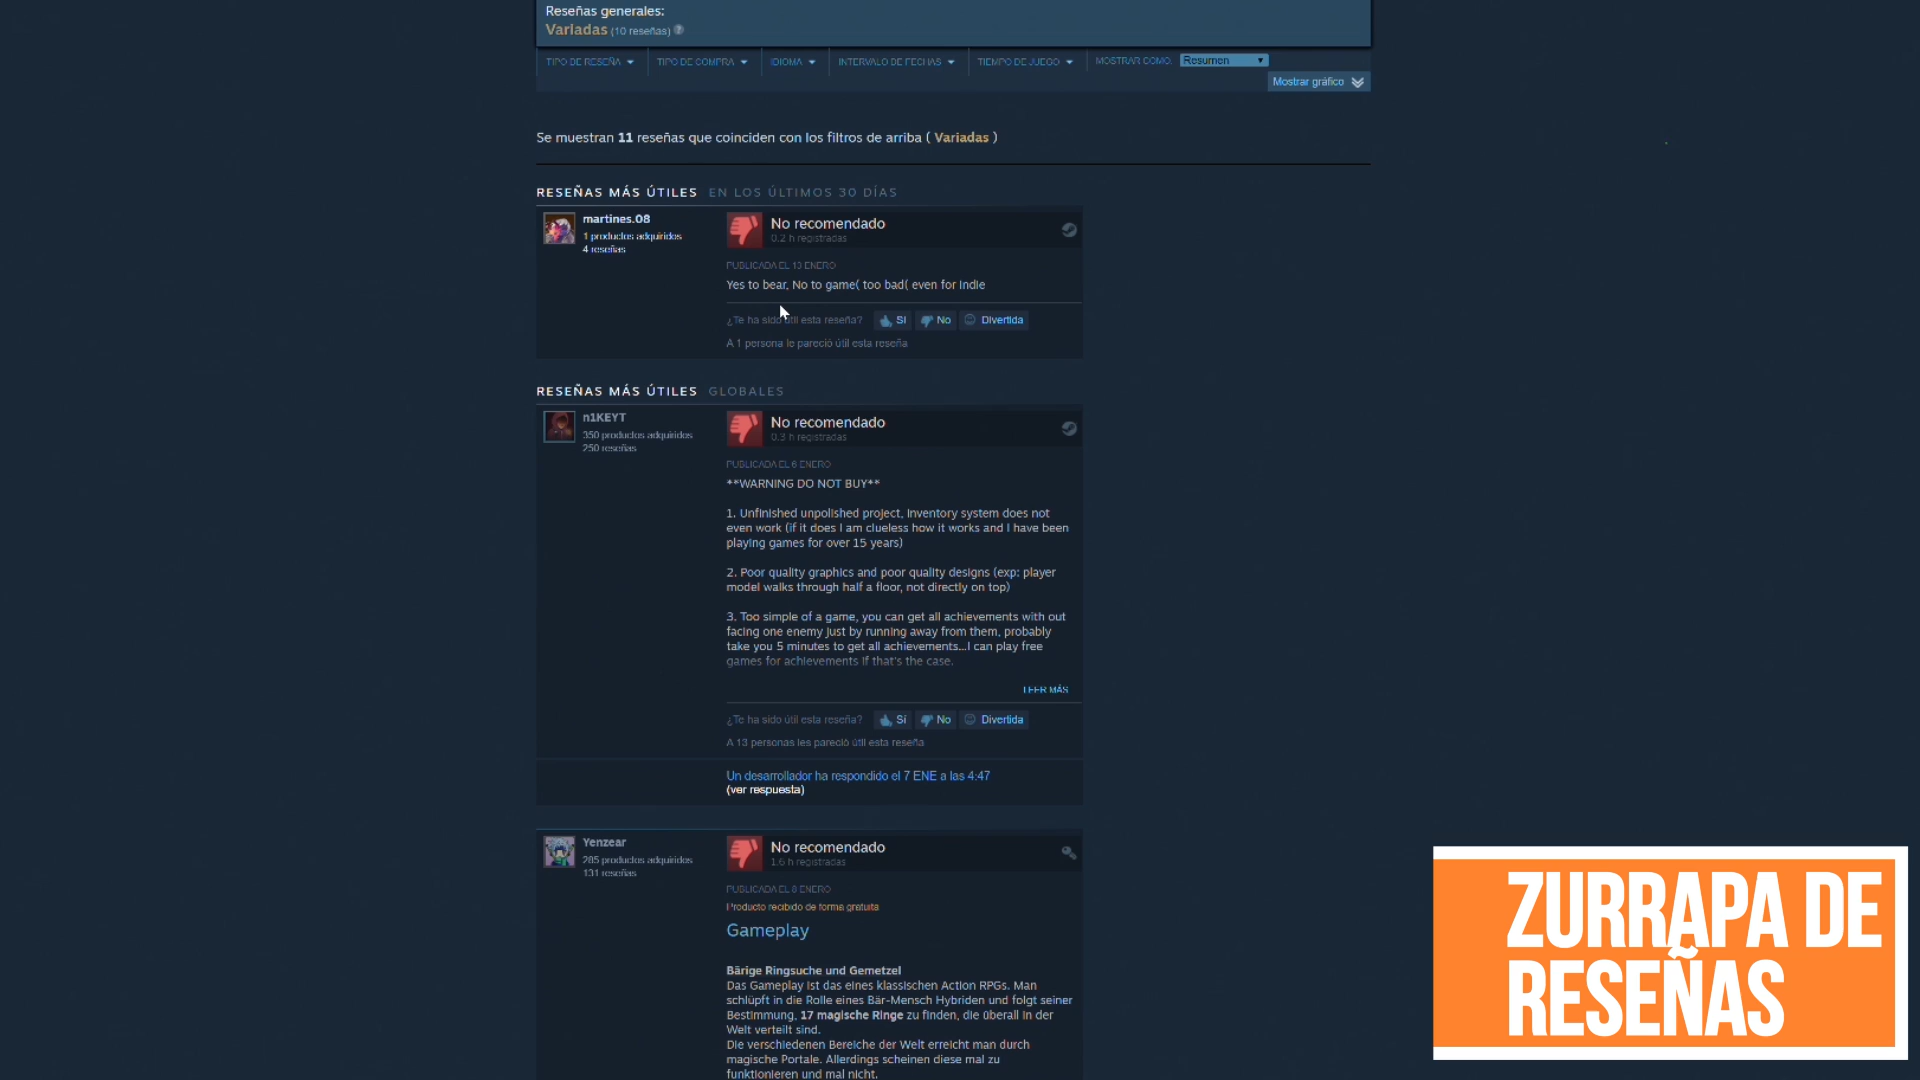 Reseñas generales:
Variadas (10 reseñas)
TIPO DE RESEÑA TIPO DE COMPRA IDIOMA INTERVALO DE FECHAS TIEMPO DE JUEGO MOSTRAR COMO: Resumen
Mostrar gráfico
Se muestran 11 reseñas que coinciden con los filtros de arriba ( Variadas )
RESEÑAS MÁS ÚTILES EN LOS ÚLTIMOS 30 DÍAS
martines.08
1 productos adquiridos
4 reseñas
No recomendado
0.2 h registradas
PUBLICADA EL 13 ENERO
Yes to bear, No to game( too bad( even for Indie
¿Te ha sido útil esta reseña? Sí No Divertida
A 1 persona le pareció útil esta reseña
RESEÑAS MÁS ÚTILES GLOBALES
n1KEYT
350 productos adquiridos
250 reseñas
No recomendado
0.3 h registradas
PUBLICADA EL 6 ENERO
**WARNING DO NOT BUY**
1. Unfinished unpolished project, Inventory system does not
even work (if it does I am clueless how it works and I have been
playing games for over 15 years)
2. Poor quality graphics and poor quality designs (exp: player
model walks through half a floor, not directly on top)
3. Too simple of a game, you can get all achievements with out
facing one enemy just by running away from them, probably
take you 5 minutes to get all achievements...I can play free
games for achievements if that's the case.
LEER MÁS
¿Te ha sido útil esta reseña? Sí No Divertida
A 13 personas les pareció útil esta reseña
Un desarrollador ha respondido el 7 ENE a las 4:47
(ver respuesta)
Yenzear
285 productos adquiridos
131 reseñas
No recomendado
1.6 h registradas
PUBLICADA EL 8 ENERO
Producto recibido de forma gratuita
Gameplay
Bärige Ringsuche und Gemetzel
Das Gameplay ist das eines klassischen Action RPGs. Man
schlüpft in die Rolle eines Bär-Mensch Hybriden und folgt seiner
Bestimmung, 17 magische Ringe zu finden, die überall in der
Welt verteilt sind.
Die verschiedenen Bereiche der Welt erreicht man durch
magische Portale. Allerdings scheinen diese mal zu
funktionieren und mal nicht.
ZURRAPA DE
RESEÑAS